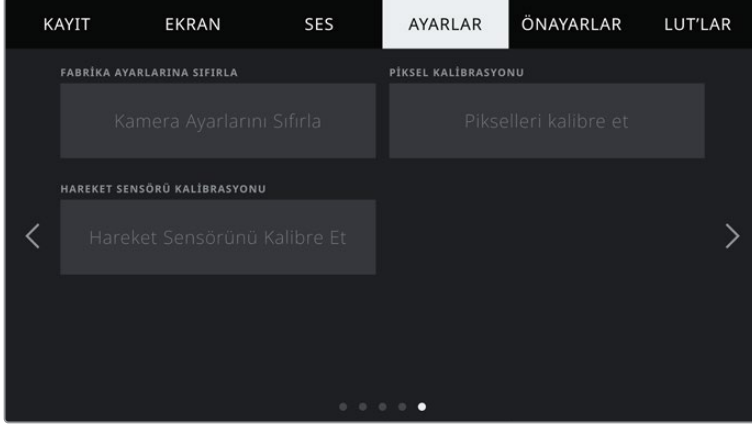 KAYIT EKRAN SES AYARLAR ÖNAYARLAR LUT'LAR
FABRİKA AYARLARINA SIFIRLA PİKSEL KALİBRASYONU
Kamera Ayarlarını Sıfırla Pikselleri kalibre et
HAREKET SENSÖRÜ KALİBRASYONU
Hareket Sensörünü Kalibre Et